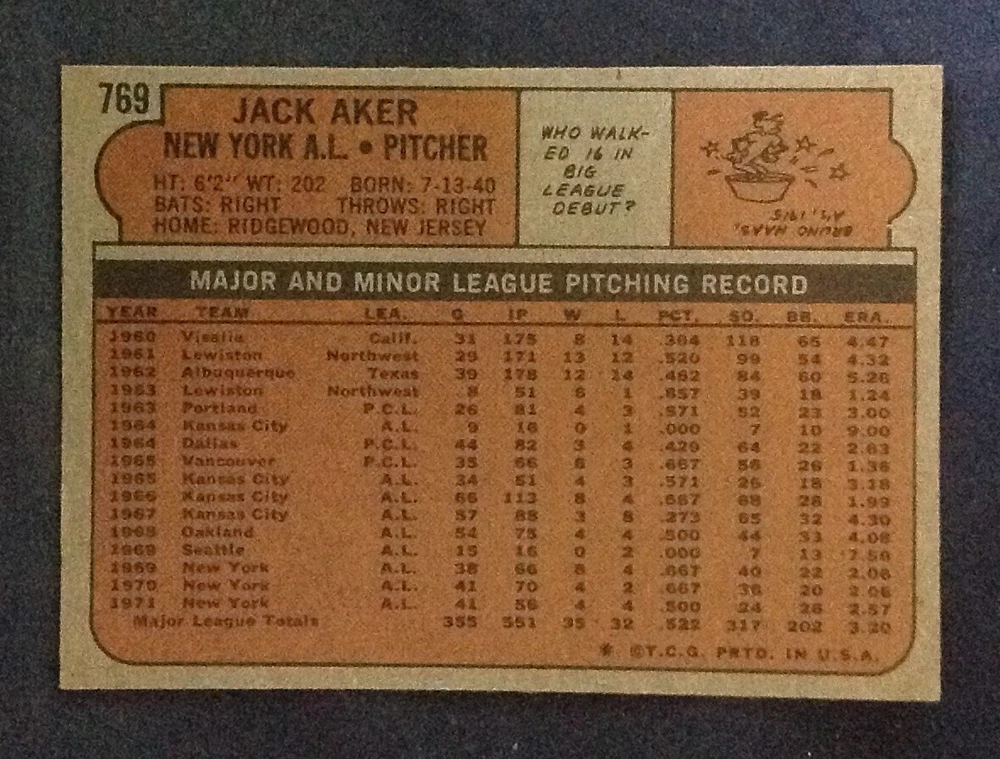 769
JACK AKER
NEW YORK A.L. • PITCHER
HT: 6'2" WT: 202 BORN: 7-13-40
BATS: RIGHT THROWS: RIGHT
HOME: RIDGEWOOD, NEW JERSEY
WHO WALK-
ED 16 IN
BIG
LEAGUE
DEBUT?
BRUNO HAAS,
A'S, 1915
MAJOR AND MINOR LEAGUE PITCHING RECORD
YEAR TEAM LEA. G IP W L PCT. SO. BB. ERA.
1960 Visalia Calif. 31 175 8 14 .364 118 65 4.47
1961 Lewiston Northwest 29 171 13 12 .520 99 54 4.32
1962 Albuquerque Texas 39 178 12 14 .462 84 60 5.26
1963 Lewiston Northwest 8 51 6 1 .857 39 18 1.24
1963 Portland P.C.L. 26 81 4 3 .571 52 23 3.00
1964 Kansas City A.L. 9 16 0 1 .000 7 10 9.00
1964 Dallas P.C.L. 44 82 3 4 .429 64 22 2.63
1965 Vancouver P.C.L. 35 66 6 3 .667 56 26 1.36
1965 Kansas City A.L. 34 51 4 3 .571 26 18 3.18
1966 Kansas City A.L. 66 113 8 4 .667 68 28 1.99
1967 Kansas City A.L. 57 88 3 8 .273 65 32 4.30
1968 Oakland A.L. 54 75 4 4 .500 44 33 4.08
1969 Seattle A.L. 15 16 0 2 .000 7 13 7.56
1969 New York A.L. 38 66 8 4 .667 40 22 2.06
1970 New York A.L. 41 70 4 2 .667 36 20 2.06
1971 New York A.L. 41 56 4 4 .500 24 26 2.57
Major League Totals 355 551 35 32 .522 317 202 3.20
* ©T.C.G. PRTD. IN U.S.A.